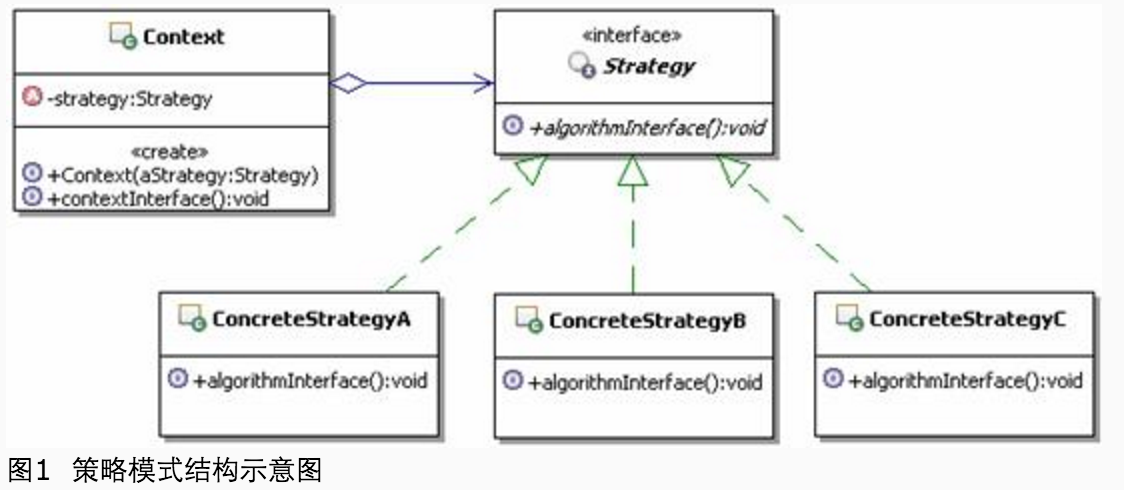 Context
-strategy:Strategy
«create»
+Context(aStrategy:Strategy)
+contextInterface():void
«interface»
Strategy
+algorithmInterface():void
ConcreteStrategyA
+algorithmInterface():void
ConcreteStrategyB
+algorithmInterface():void
ConcreteStrategyC
+algorithmInterface():void
图1 策略模式结构示意图